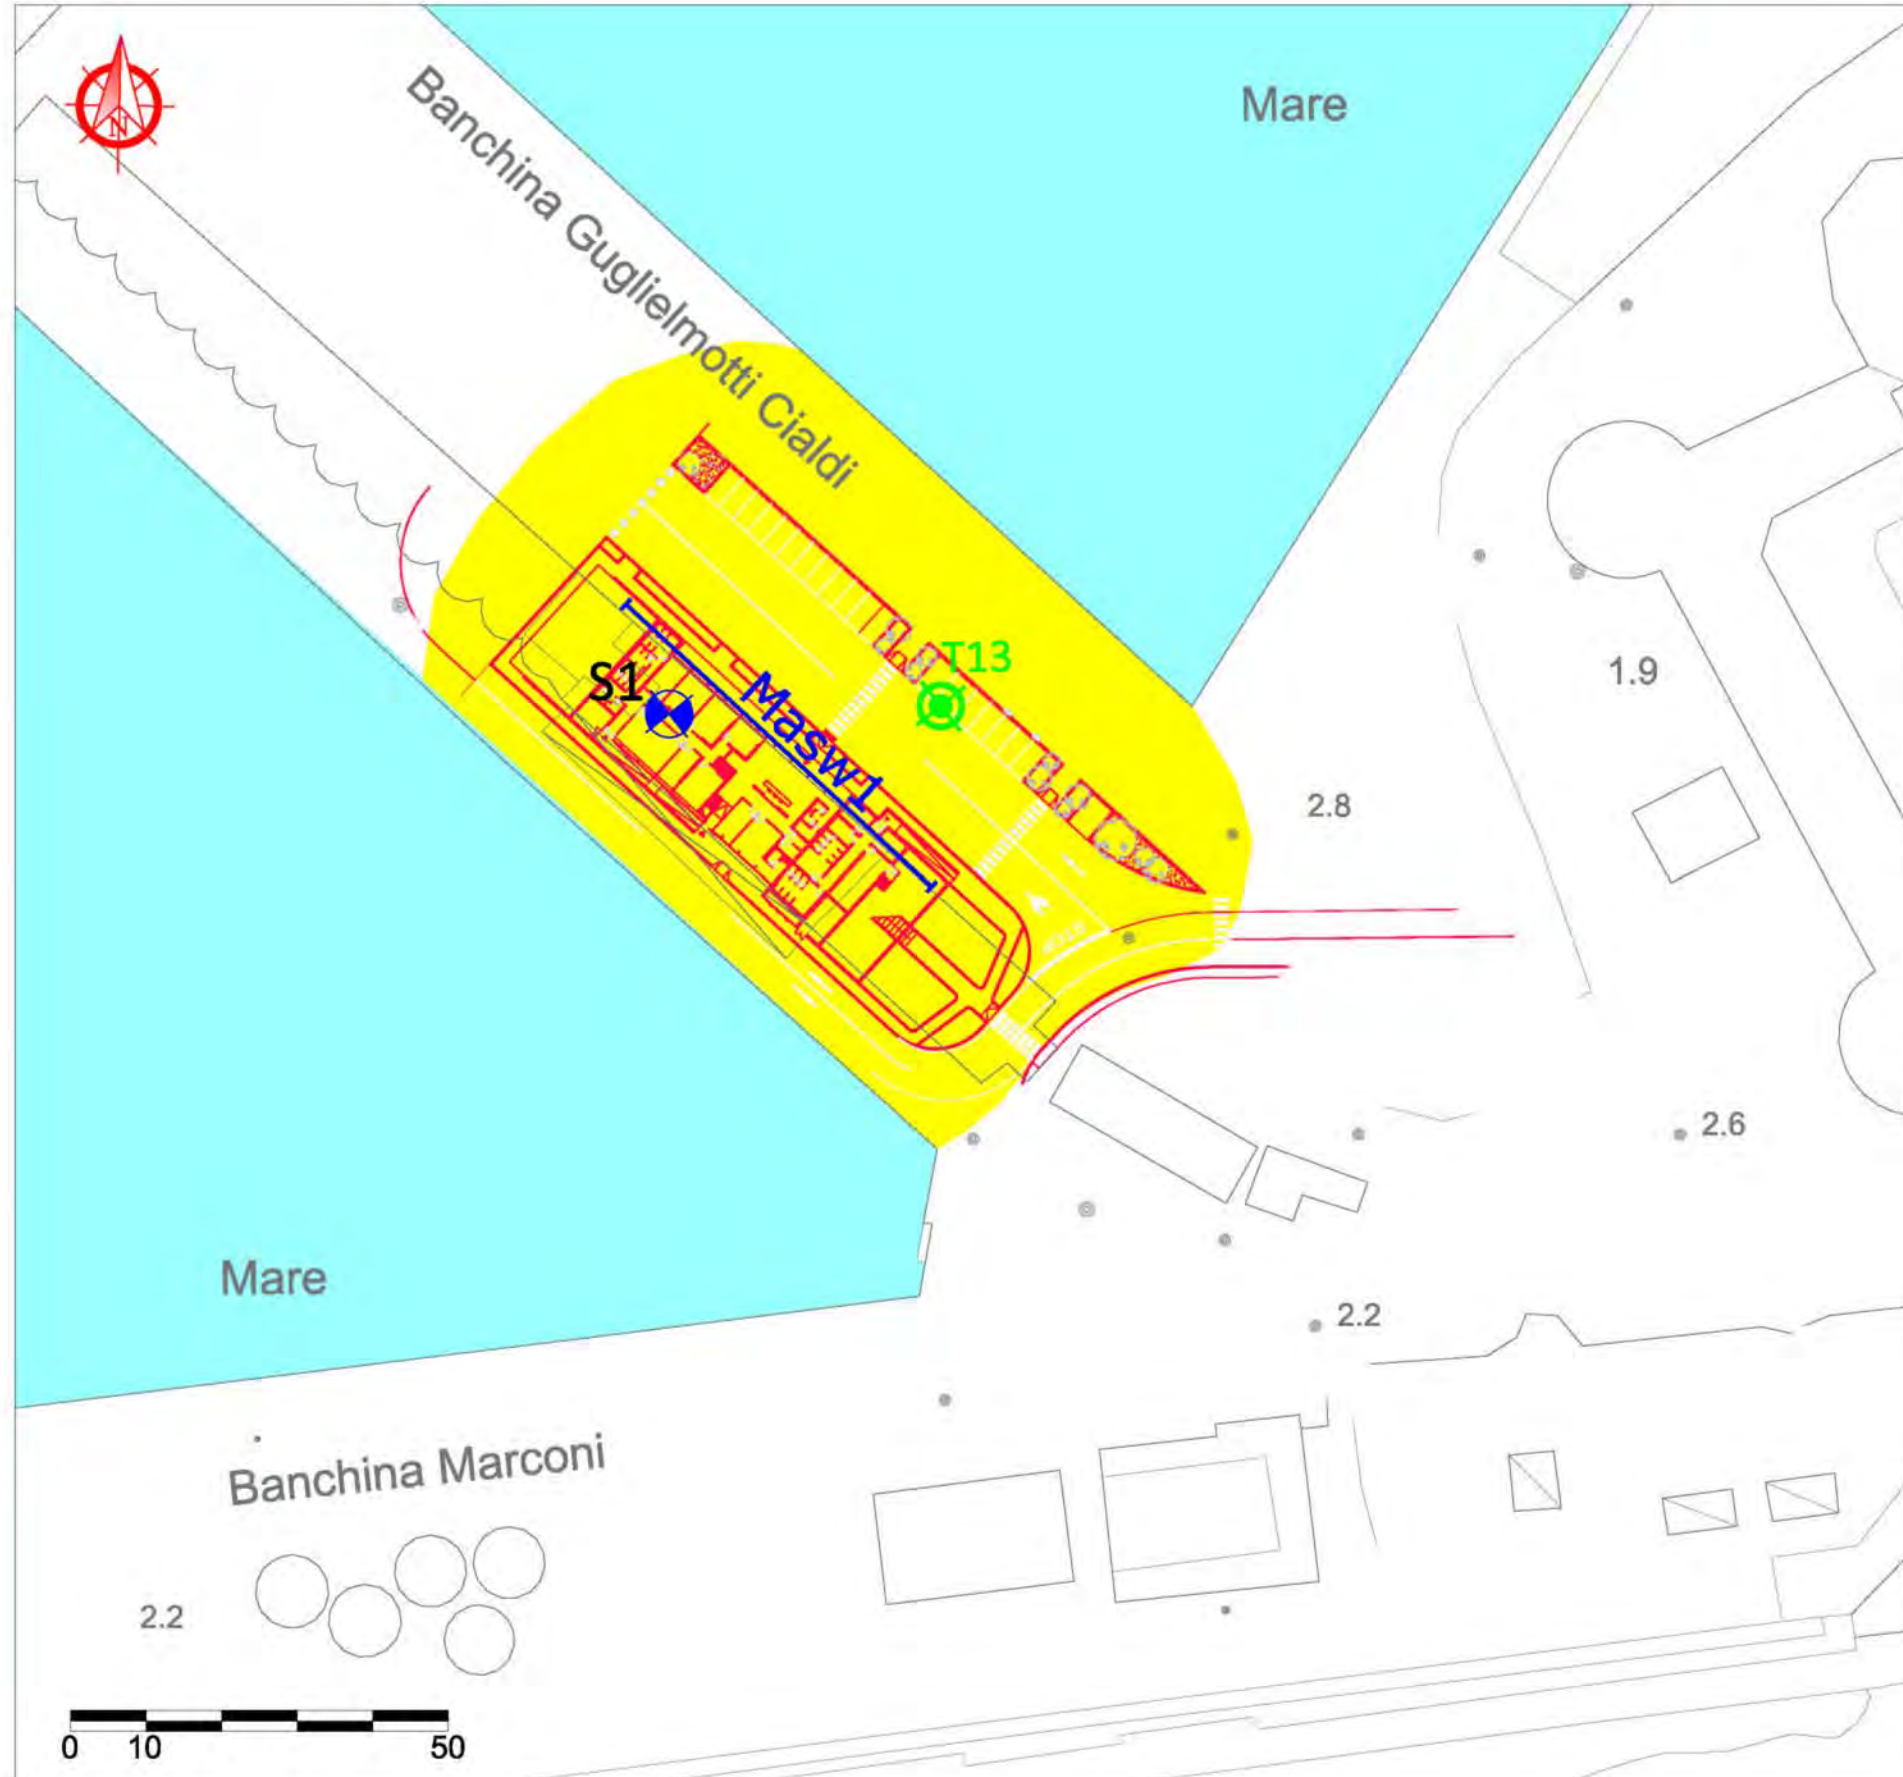 Mare
N
Banchina Guglielmotti Cialdi
T13
1.9
S1
Masw1
2.8
STOP
2.6
Mare
2.2
Banchina Marconi
2.2
0 10 50